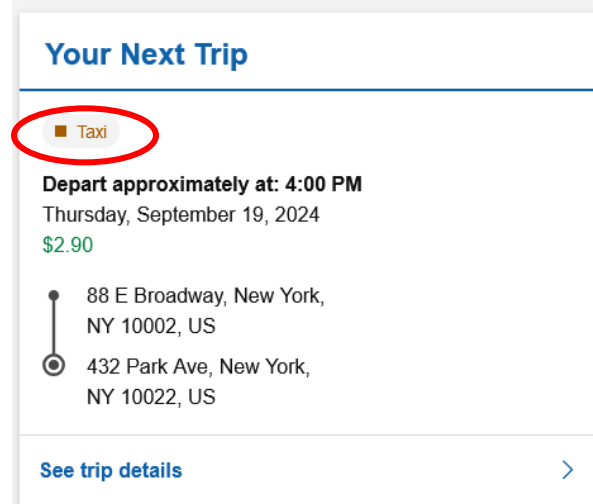 Your Next Trip
Taxi
Depart approximately at: 4:00 PM
Thursday, September 19, 2024
$2.90
88 E Broadway, New York,
NY 10002, US
432 Park Ave, New York,
NY 10022, US
See trip details